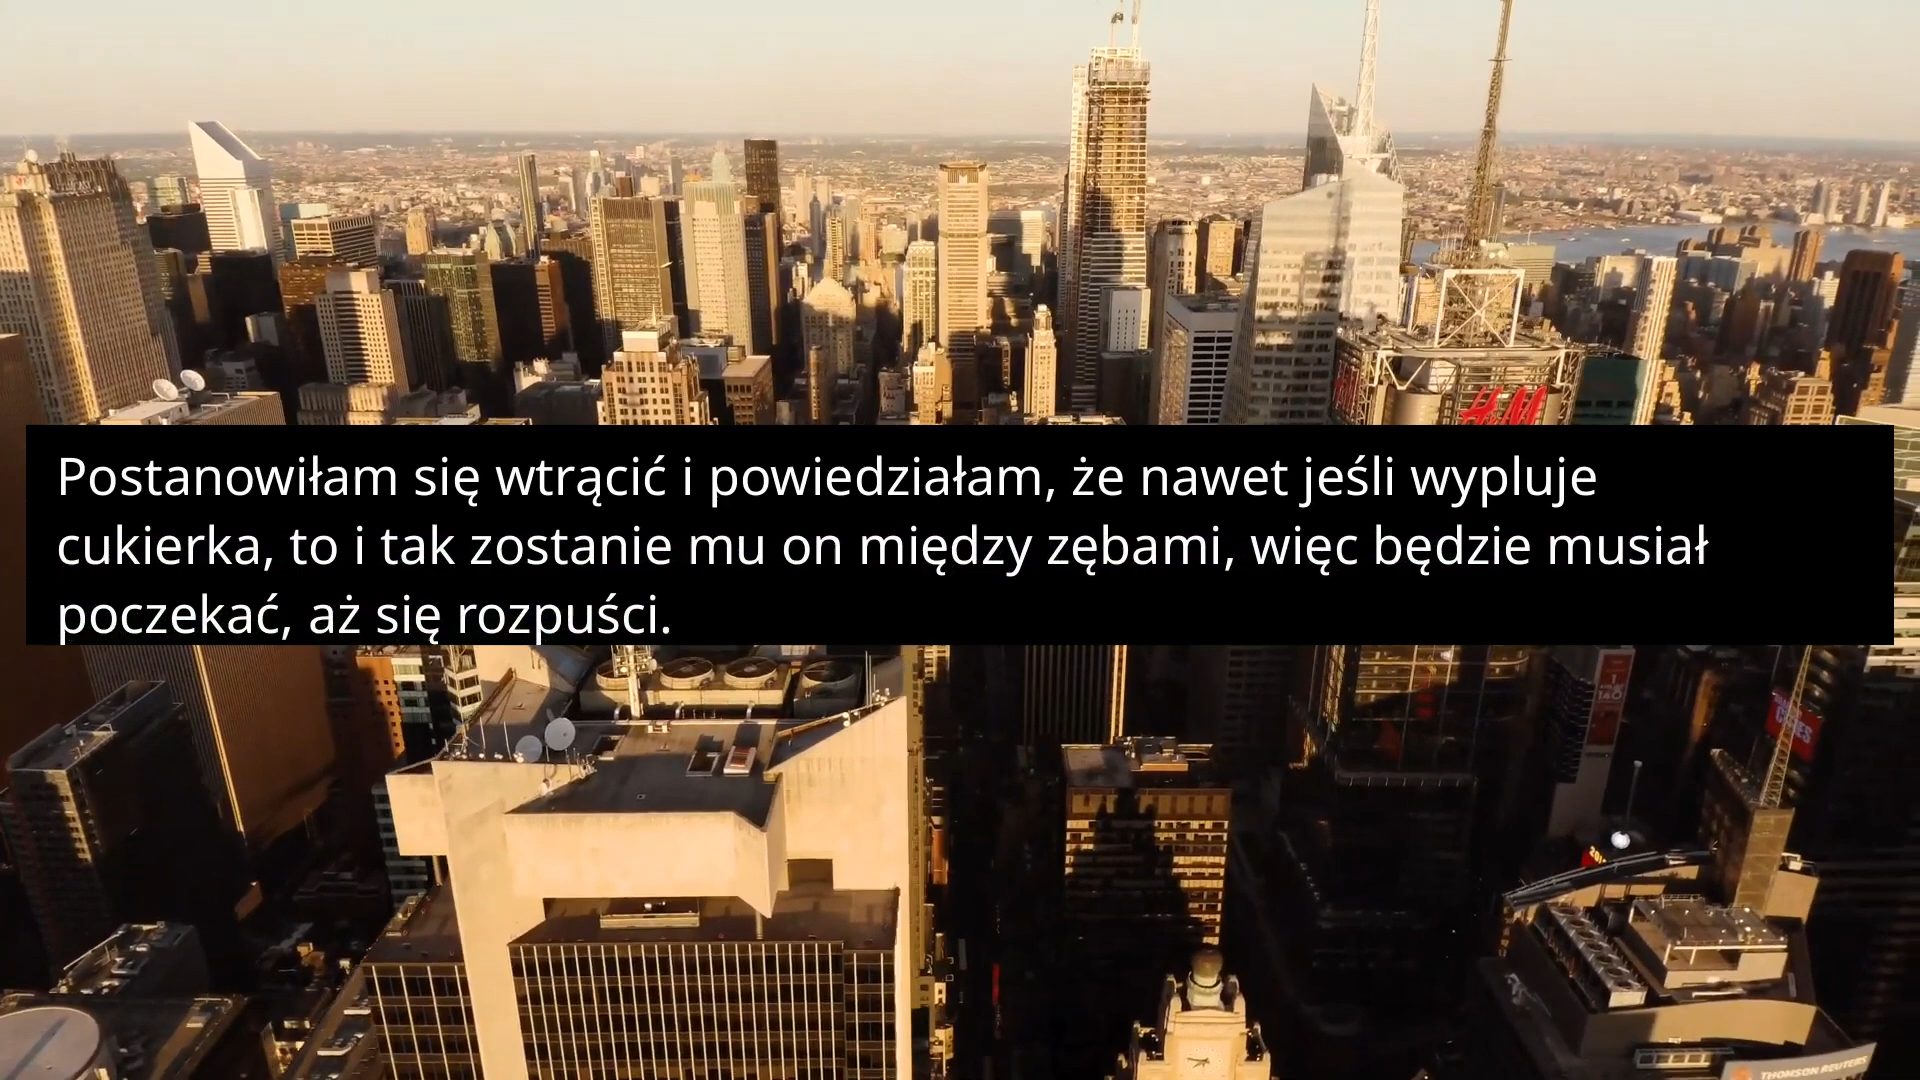 H&M
Postanowiłam się wtrącić i powiedziałam, że nawet jeśli wypluje
cukierka, to i tak zostanie mu on między zębami, więc będzie musiał
poczekać, aż się rozpuści.
THOMSON REUTERS